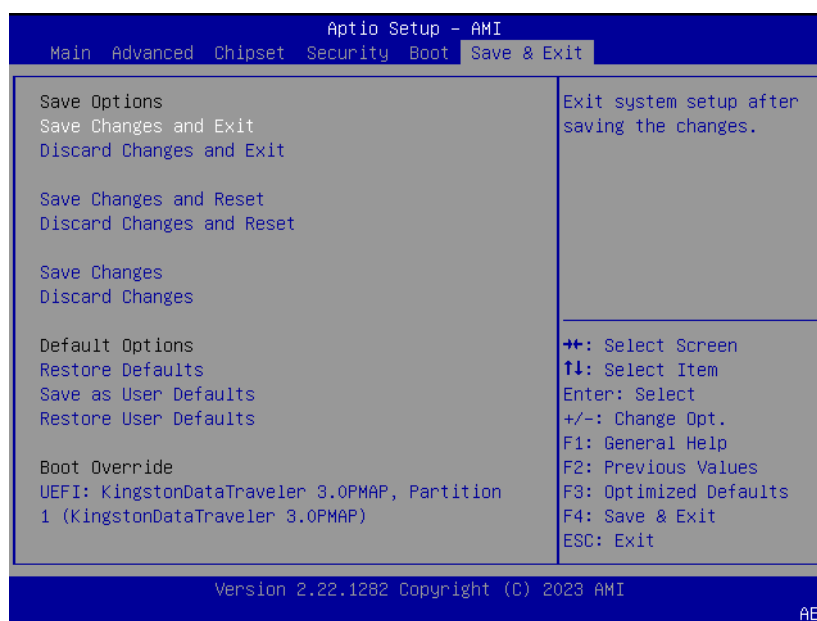 Aptio Setup – AMI
Main Advanced Chipset Security Boot Save & Exit
Save Options
Save Changes and Exit
Discard Changes and Exit
Save Changes and Reset
Discard Changes and Reset
Save Changes
Discard Changes
Default Options
Restore Defaults
Save as User Defaults
Restore User Defaults
Boot Override
UEFI: KingstonDataTraveler 3.0PMAP, Partition
1 (KingstonDataTraveler 3.0PMAP)
Exit system setup after
saving the changes.
→←: Select Screen
↑↓: Select Item
Enter: Select
+/-: Change Opt.
F1: General Help
F2: Previous Values
F3: Optimized Defaults
F4: Save & Exit
ESC: Exit
Version 2.22.1282 Copyright (C) 2023 AMI